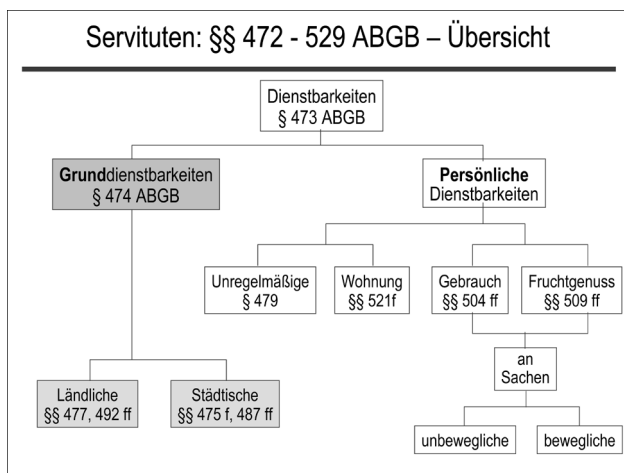 Servituten: §§ 472 - 529 ABGB – Übersicht
Dienstbarkeiten
§ 473 ABGB
Grunddienstbarkeiten
§ 474 ABGB
Persönliche
Dienstbarkeiten
Unregelmäßige
§ 479
Wohnung
§§ 521f
Gebrauch
§§ 504 ff
Fruchtgenuss
§§ 509 ff
an
Sachen
Ländliche
§§ 477, 492 ff
Städtische
§§ 475 f, 487 ff
unbewegliche
bewegliche